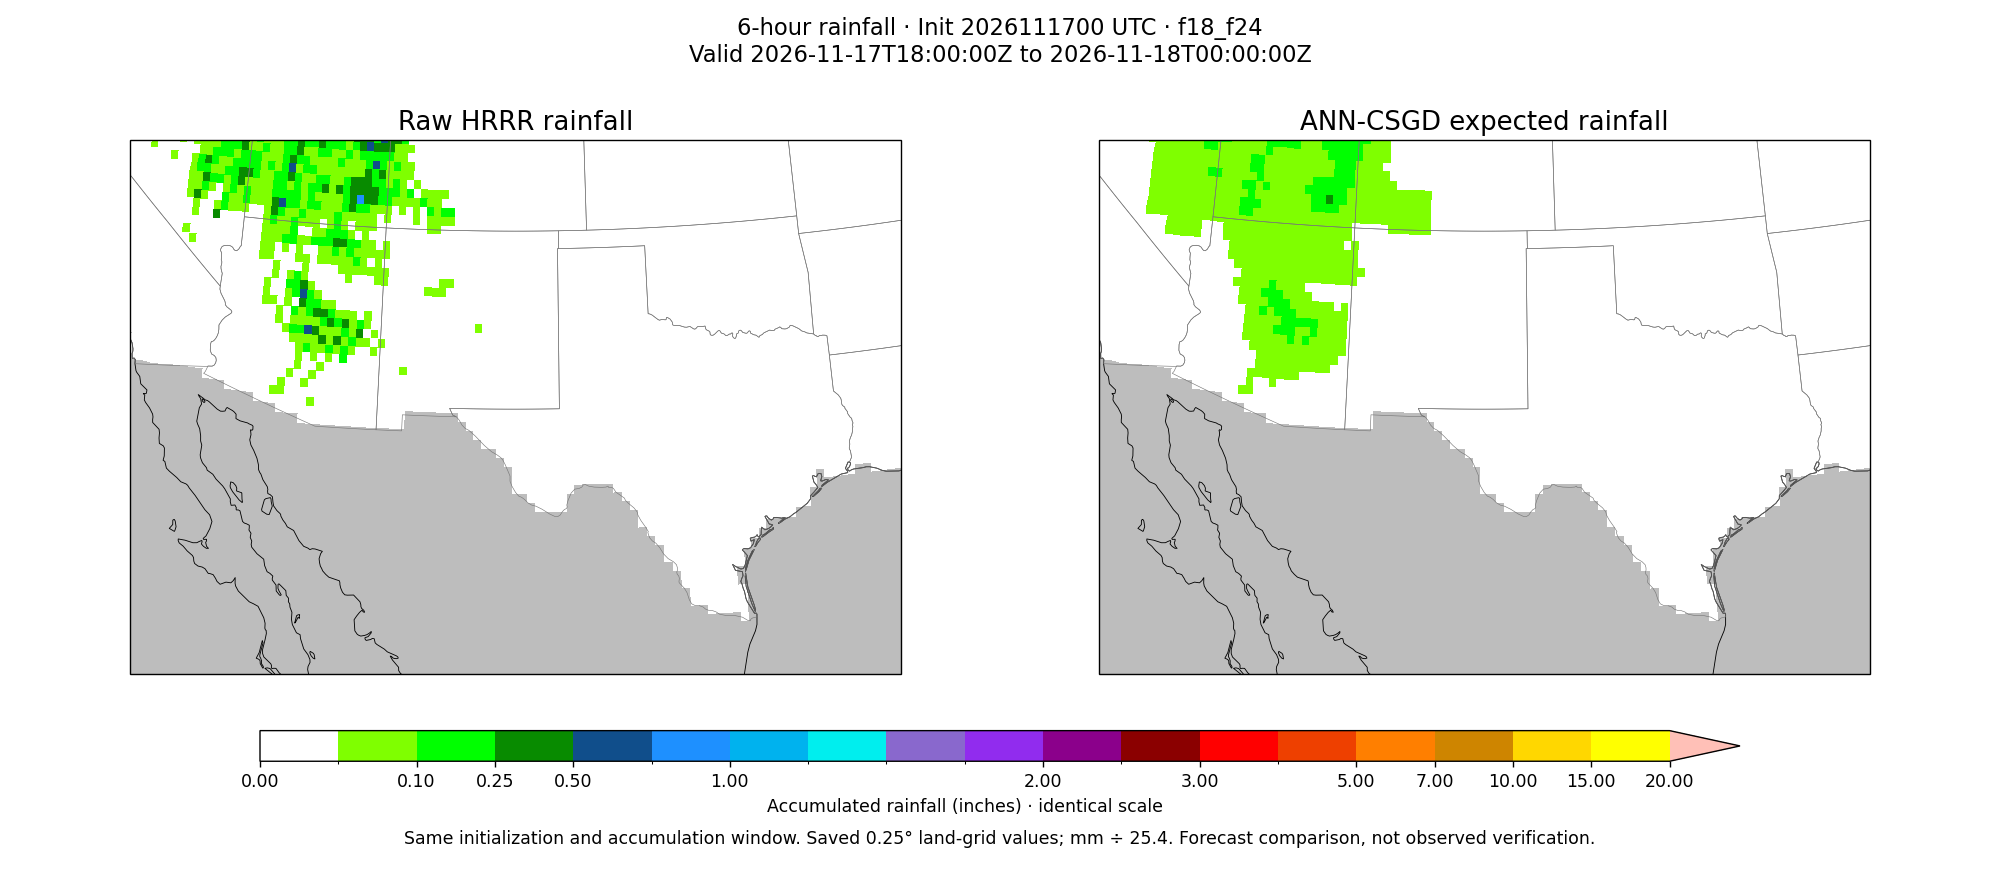 6-hour rainfall · Init 2026111700 UTC · f18_f24
Valid 2026-11-17T18:00:00Z to 2026-11-18T00:00:00Z
Raw HRRR rainfall
ANN-CSGD expected rainfall
0.00 0.10 0.25 0.50 1.00 2.00 3.00 5.00 7.00 10.00 15.00 20.00
Accumulated rainfall (inches) · identical scale
Same initialization and accumulation window. Saved 0.25° land-grid values; mm ÷ 25.4. Forecast comparison, not observed verification.